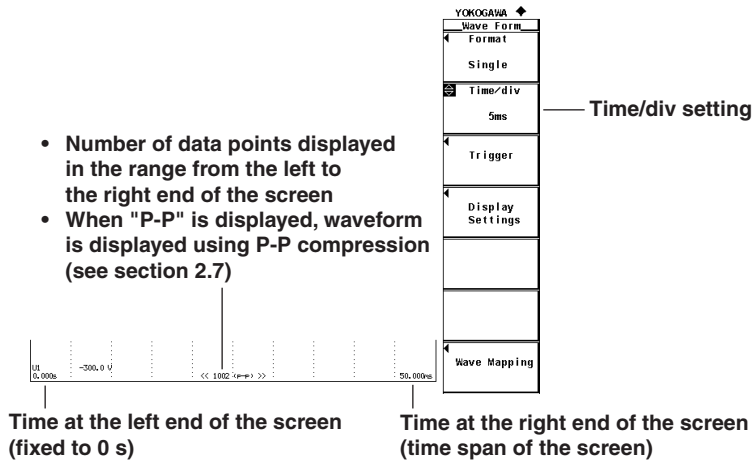 YOKOGAWA
Wave Form
Format
Single
Time/div
5ms
Time/div setting
Trigger
Display
Settings
Wave Mapping
• Number of data points displayed
in the range from the left to
the right end of the screen
• When "P-P" is displayed, waveform
is displayed using P-P compression
(see section 2.7)
U1 -300.0 V
0.000s << 1002 (p-p) >> 50.000ms
Time at the left end of the screen
(fixed to 0 s)
Time at the right end of the screen
(time span of the screen)